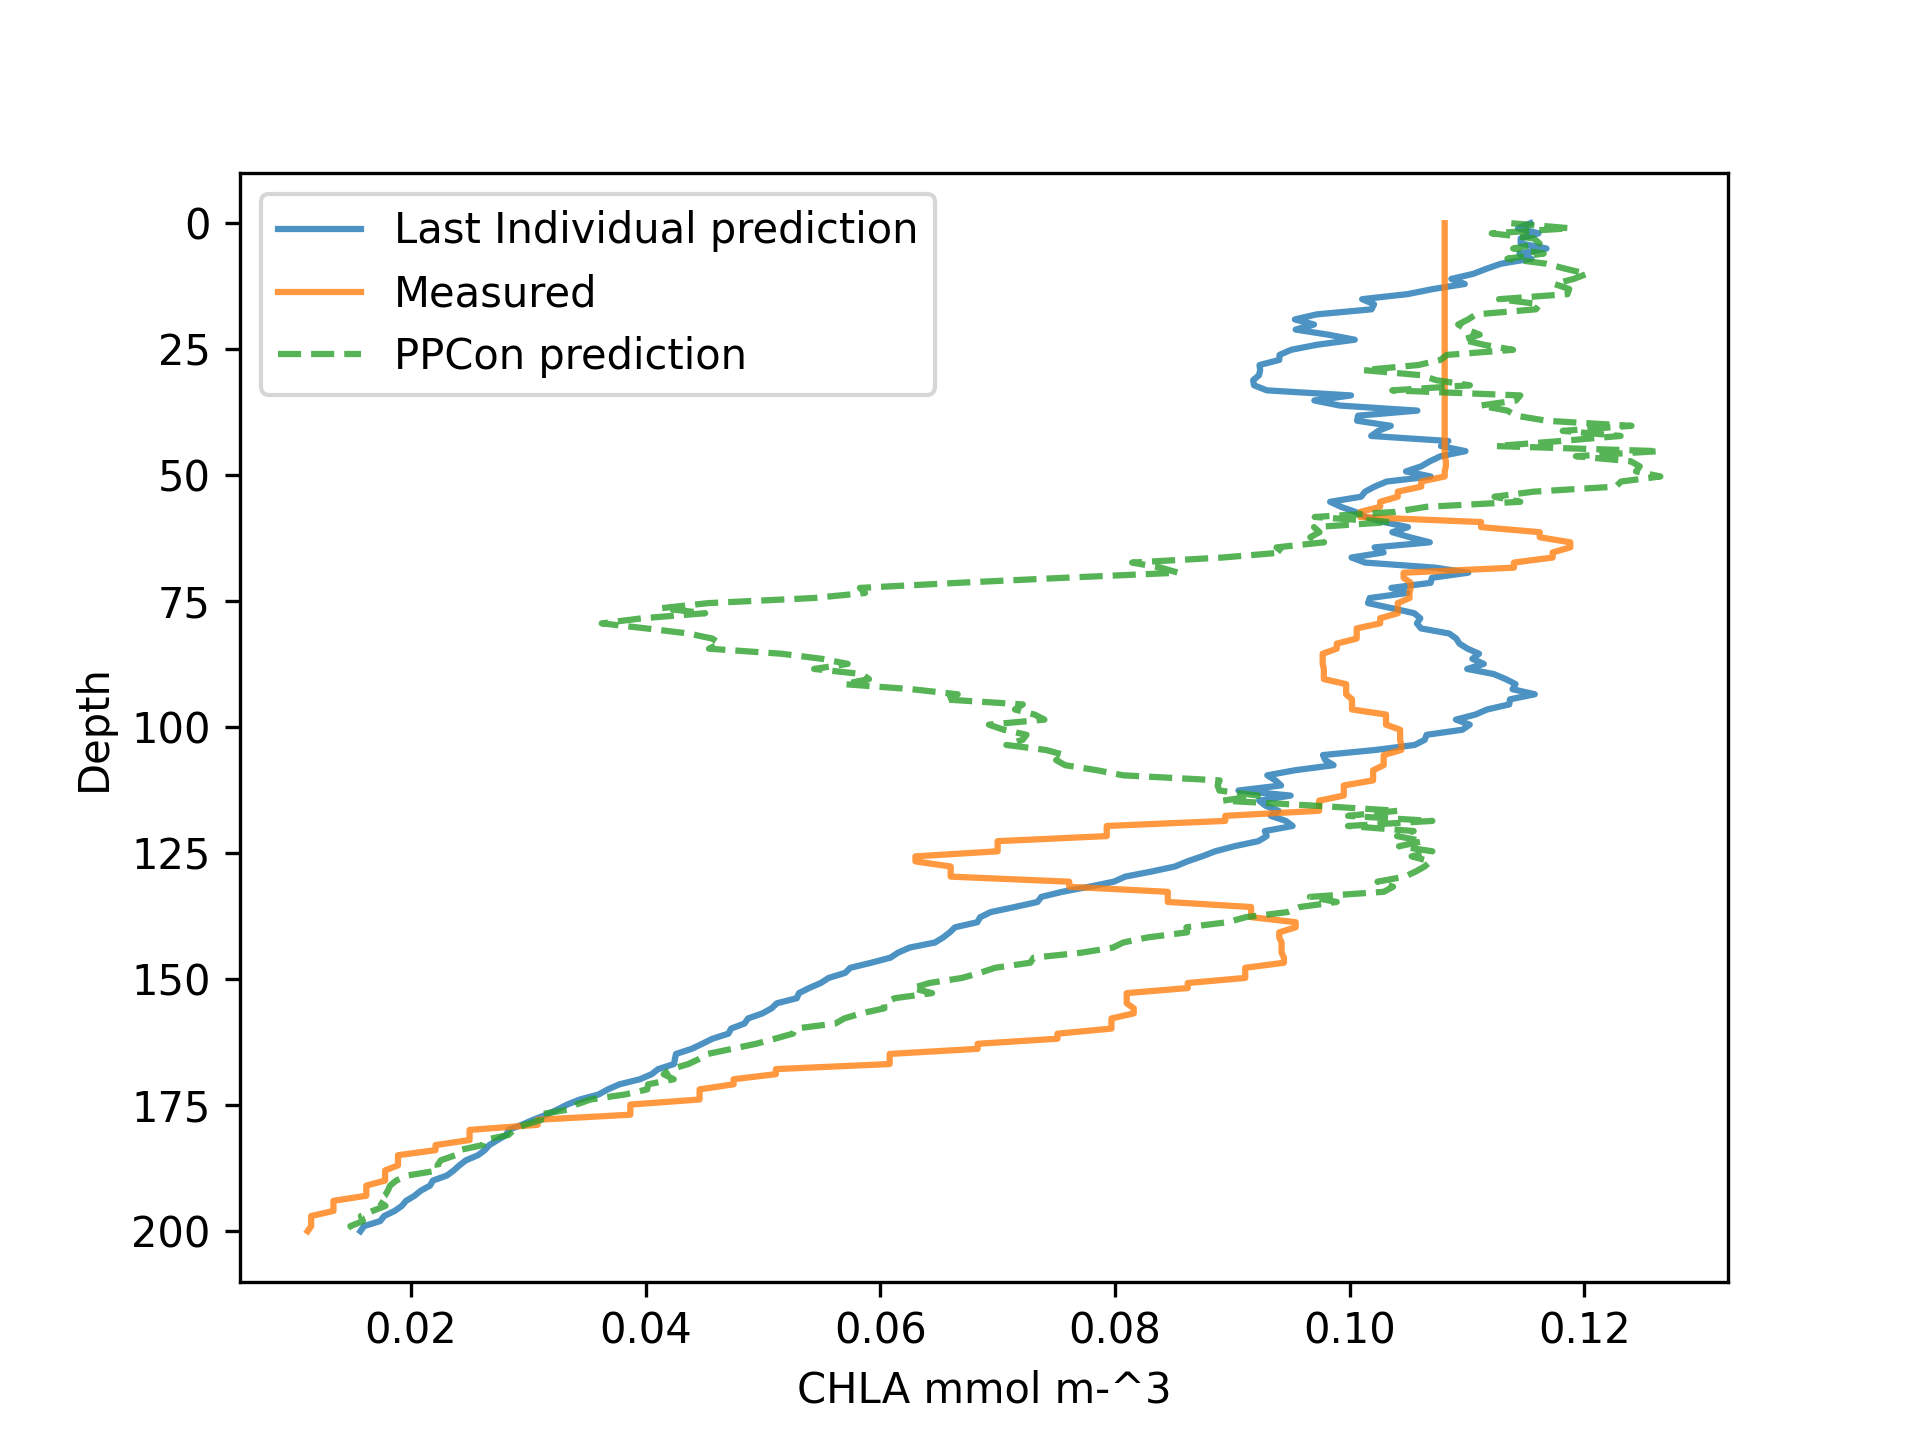 Last Individual prediction
Measured
PPCon prediction
0
25
50
75
100
125
150
175
200
Depth
0.02 0.04 0.06 0.08 0.10 0.12
CHLA mmol m-^3